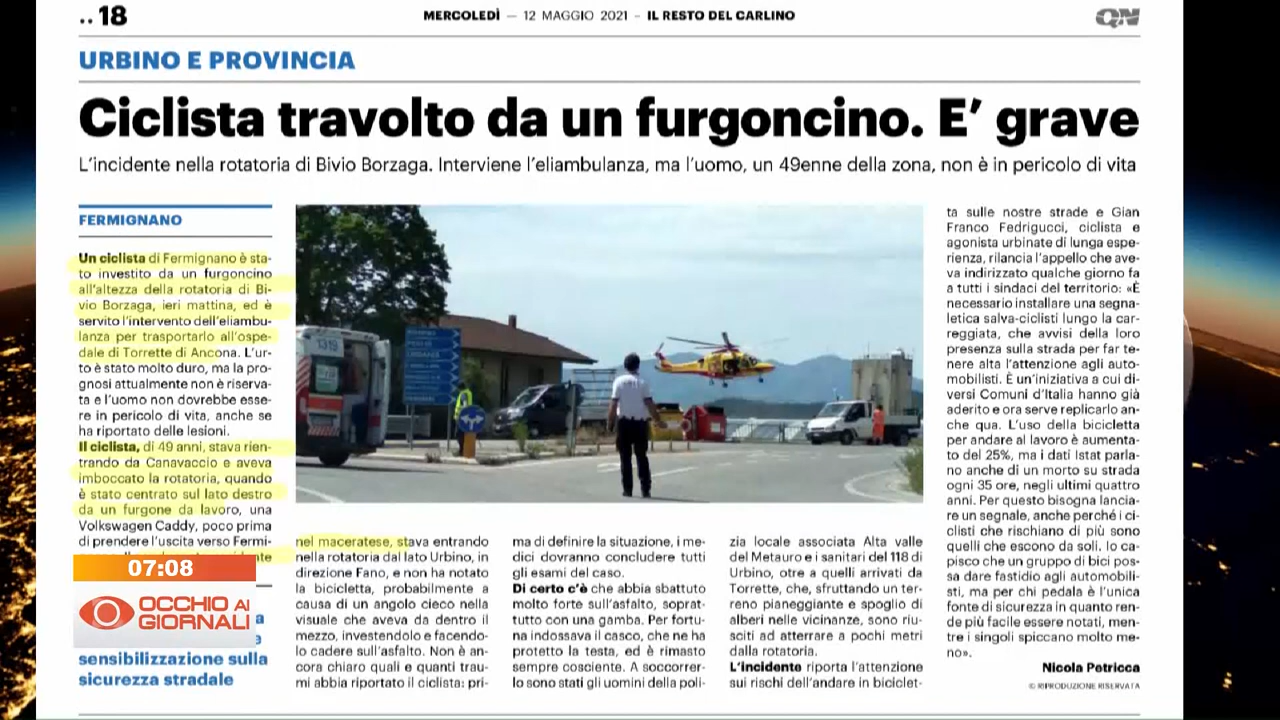 ..18
MERCOLEDÌ — 12 MAGGIO 2021 – IL RESTO DEL CARLINO
QN
URBINO E PROVINCIA
Ciclista travolto da un furgoncino. E’ grave
L’incidente nella rotatoria di Bivio Borzaga. Interviene l’eliambulanza, ma l’uomo, un 49enne della zona, non è in pericolo di vita
FERMIGNANO
Un ciclista di Fermignano è sta-
to investito da un furgoncino
all’altezza della rotatoria di Bi-
vio Borzaga, ieri mattina, ed è
servito l’intervento dell’eliambu-
lanza per trasportarlo all’ospe-
dale di Torrette di Ancona. L’ur-
to è stato molto duro, ma la pro-
gnosi attualmente non è riserva-
ta e l’uomo non dovrebbe esse-
re in pericolo di vita, anche se
ha riportato delle lesioni.
Il ciclista, di 49 anni, stava rien-
trando da Canavaccio e aveva
imboccato la rotatoria, quando
è stato centrato sul lato destro
da un furgone da lavoro, una
Volkswagen Caddy, poco prima
di prendere l’uscita verso Fermi-
07:08
OCCHIO AI
GIORNALI
sensibilizzazione sulla
sicurezza stradale
1319
nel maceratese, stava entrando
nella rotatoria dal lato Urbino, in
direzione Fano, e non ha notato
la bicicletta, probabilmente a
causa di un angolo cieco nella
visuale che aveva da dentro il
mezzo, investendolo e facendo-
lo cadere sull’asfalto. Non è an-
cora chiaro quali e quanti trau-
mi abbia riportato il ciclista: pri-
ma di definire la situazione, i me-
dici dovranno concludere tutti
gli esami del caso.
Di certo c’è che abbia sbattuto
molto forte sull’asfalto, soprat-
tutto con una gamba. Per fortu-
na indossava il casco, che ne ha
protetto la testa, ed è rimasto
sempre cosciente. A soccorrer-
lo sono stati gli uomini della poli-
zia locale associata Alta valle
del Metauro e i sanitari del 118 di
Urbino, otre a quelli arrivati da
Torrette, che, sfruttando un ter-
reno pianeggiante e spoglio di
alberi nelle vicinanze, sono riu-
sciti ad atterrare a pochi metri
dalla rotatoria.
L’incidente riporta l’attenzione
sui rischi dell’andare in biciclet-
ta sulle nostre strade e Gian
Franco Fedrigucci, ciclista e
agonista urbinate di lunga espe-
rienza, rilancia l’appello che ave-
va indirizzato qualche giorno fa
a tutti i sindaci del territorio: «È
necessario installare una segna-
letica salva-ciclisti lungo la car-
reggiata, che avvisi della loro
presenza sulla strada per far te-
nere alta l’attenzione agli auto-
mobilisti. È un’iniziativa a cui di-
versi Comuni d’Italia hanno già
aderito e ora serve replicarlo an-
che qua. L’uso della bicicletta
per andare al lavoro è aumenta-
to del 25%, ma i dati Istat parla-
no anche di un morto su strada
ogni 35 ore, negli ultimi quattro
anni. Per questo bisogna lancia-
re un segnale, anche perché i ci-
clisti che rischiano di più sono
quelli che escono da soli. Io ca-
pisco che un gruppo di bici pos-
sa dare fastidio agli automobili-
sti, ma per chi pedala è l’unica
fonte di sicurezza in quanto ren-
de più facile essere notati, men-
tre i singoli spiccano molto me-
no».
Nicola Petricca
© RIPRODUZIONE RISERVATA